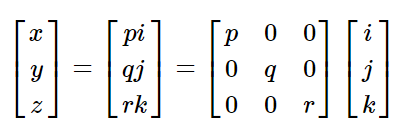 x = pi = p 0 0 i
y = qj = 0 q 0 j
z = rk = 0 0 r k